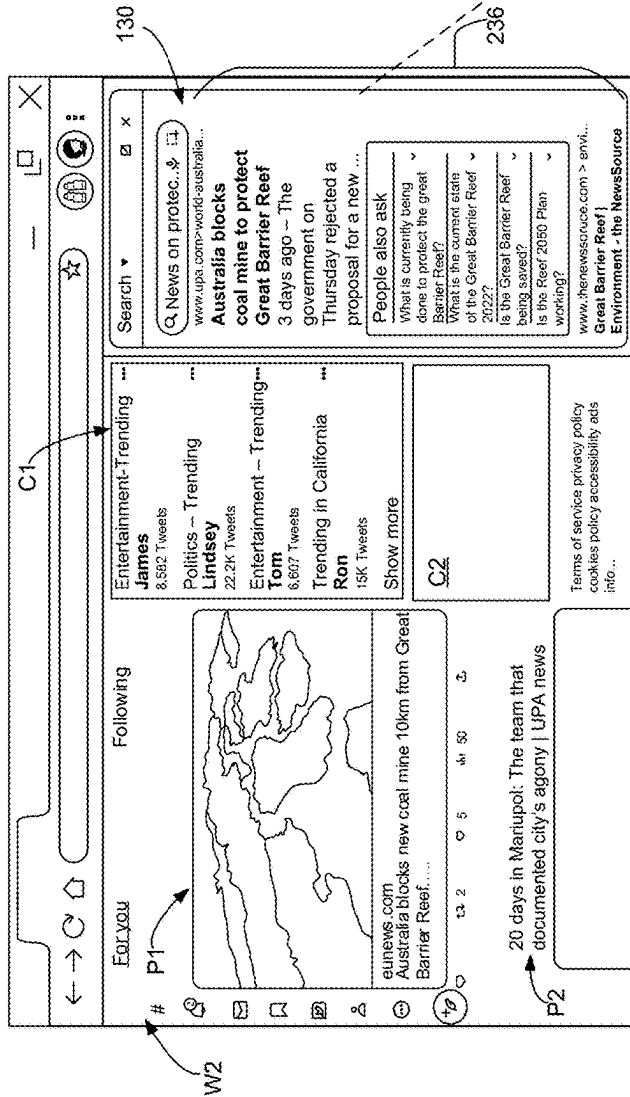 130
236
C1
W2
P1
P2
For you
Following
eunews.com
Australia blocks new coal mine 10km from Great
Barrier Reef......
2
5
50
20 days in Mariupol: The team that
documented city's agony | UPA news
Entertainment-Trending ...
James
8,582 Tweets
Politics – Trending ...
Lindsey
22.2K Tweets
Entertainment – Trending...
Tom
6,607 Tweets
Trending in California ...
Ron
15K Tweets
Show more
C2
Terms of service privacy policy
cookies policy accessibility ads
info...
Search
News on protec...
www.upa.com>world-australia...
Australia blocks
coal mine to protect
Great Barrier Reef
3 days ago – The
government on
Thursday rejected a
proposal for a new ...
People also ask
What is currently being
done to protect the great
Barrier Reef?
What is the current state
of the Great Barrier Reef
2022?
Is the Great Barrier Reef
being saved?
Is the Reef 2050 Plan
working?
www.thenewssoruce.com > envi...
Great Barrier Reef |
Environment - the NewsSource